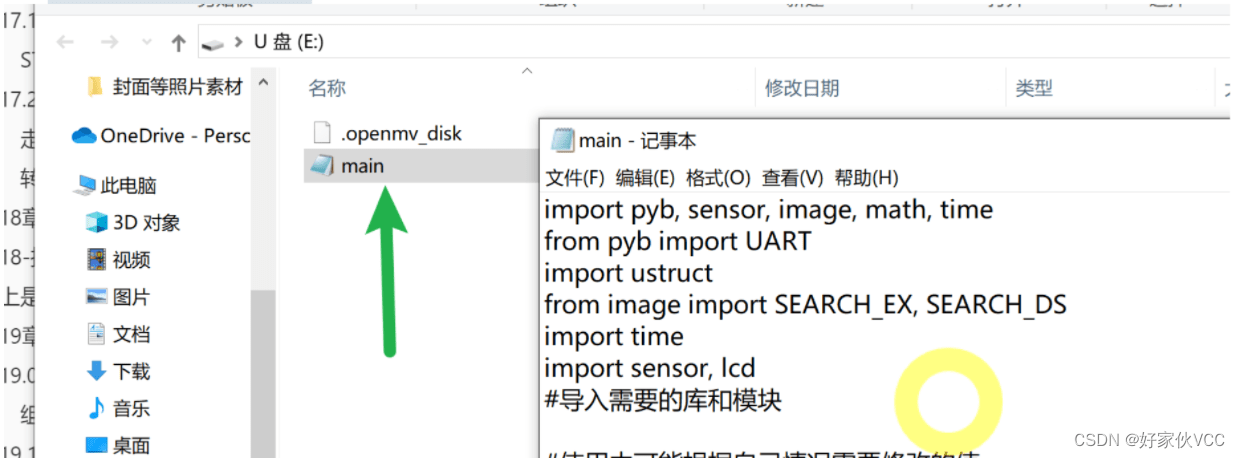 17.1
U 盘 (E:)
名称
修改日期
类型
封面等照片素材
17.2
.openmv_disk
OneDrive - Persc
main
此电脑
18章
3D 对象
视频
图片
上是
19章
文档
19.0
下载
音乐
组
19.1
桌面
main - 记事本
文件(F) 编辑(E) 格式(O) 查看(V) 帮助(H)
import pyb, sensor, image, math, time
from pyb import UART
import ustruct
from image import SEARCH_EX, SEARCH_DS
import time
import sensor, lcd
#导入需要的库和模块
CSDN @好家伙VCC